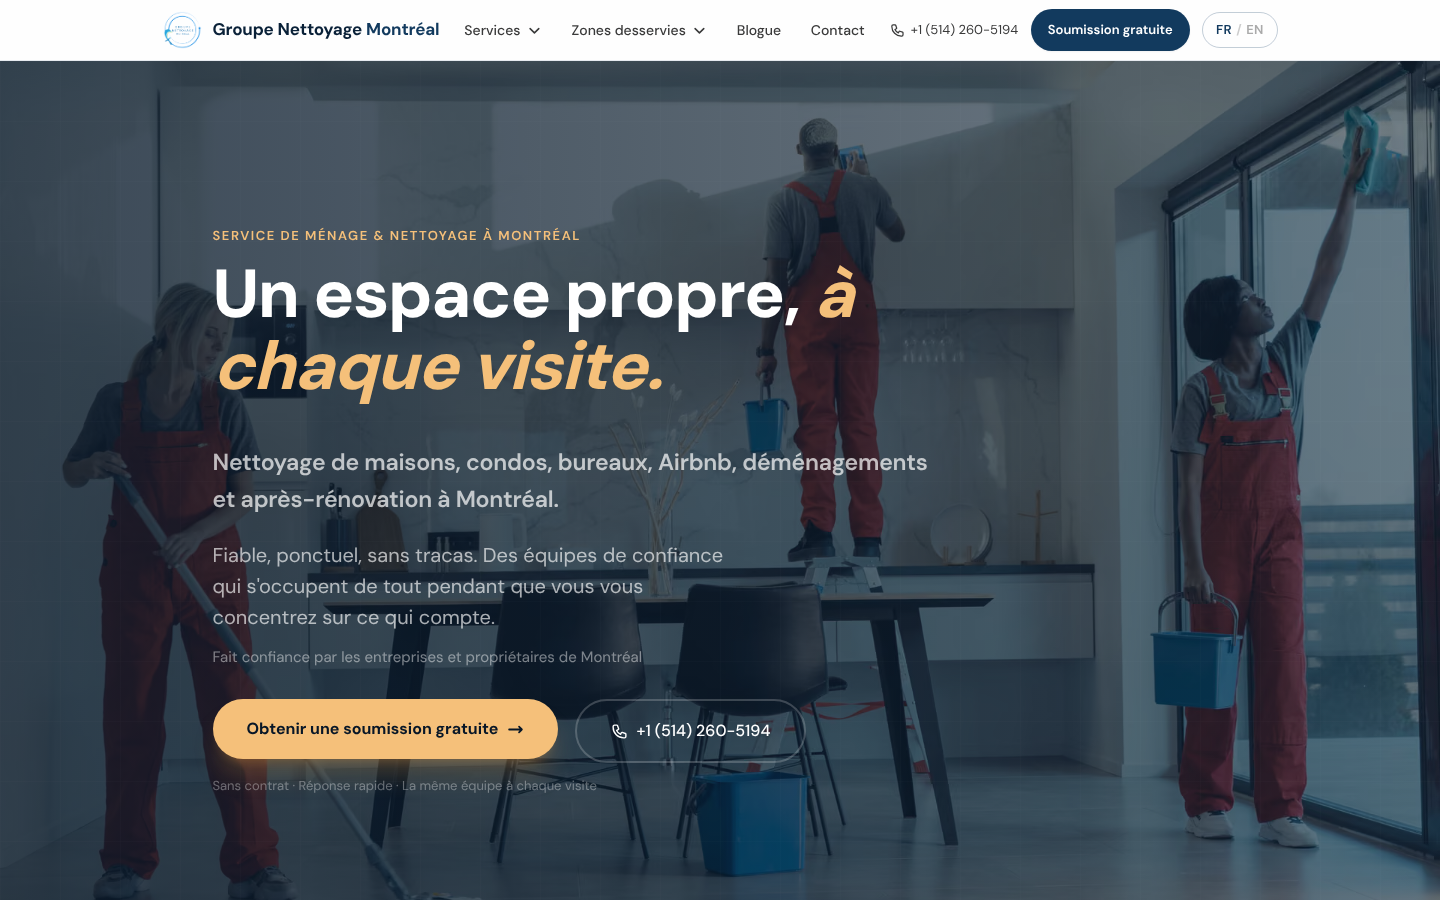 Groupe Nettoyage Montréal
Services
Zones desservies
Blogue
Contact
+1 (514) 260-5194
Soumission gratuite
FR / EN
SERVICE DE MÉNAGE & NETTOYAGE À MONTRÉAL
Un espace propre, à
chaque visite.
Nettoyage de maisons, condos, bureaux, Airbnb, déménagements
et après-rénovation à Montréal.
Fiable, ponctuel, sans tracas. Des équipes de confiance
qui s'occupent de tout pendant que vous vous
concentrez sur ce qui compte.
Fait confiance par les entreprises et propriétaires de Montréal
Obtenir une soumission gratuite →
+1 (514) 260-5194
Sans contrat · Réponse rapide · La même équipe à chaque visite